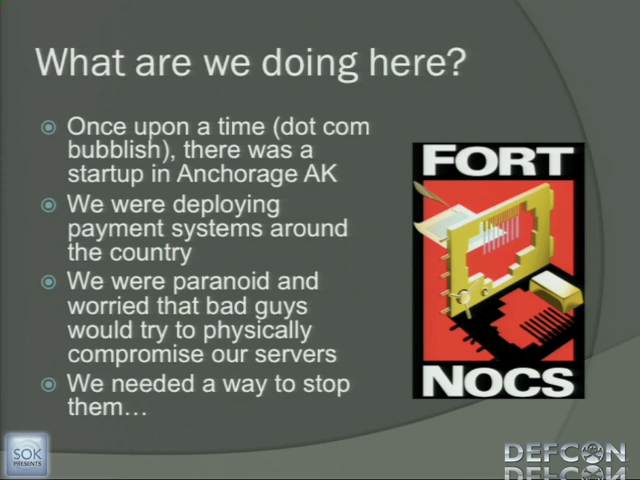 What are we doing here?
Once upon a time (dot com
bubblish), there was a
startup in Anchorage AK
We were deploying
payment systems around
the country
We were paranoid and
worried that bad guys
would try to physically
compromise our servers
We needed a way to stop
them…
FORT
NOCS
SOK
PRESENTS
DEFCON